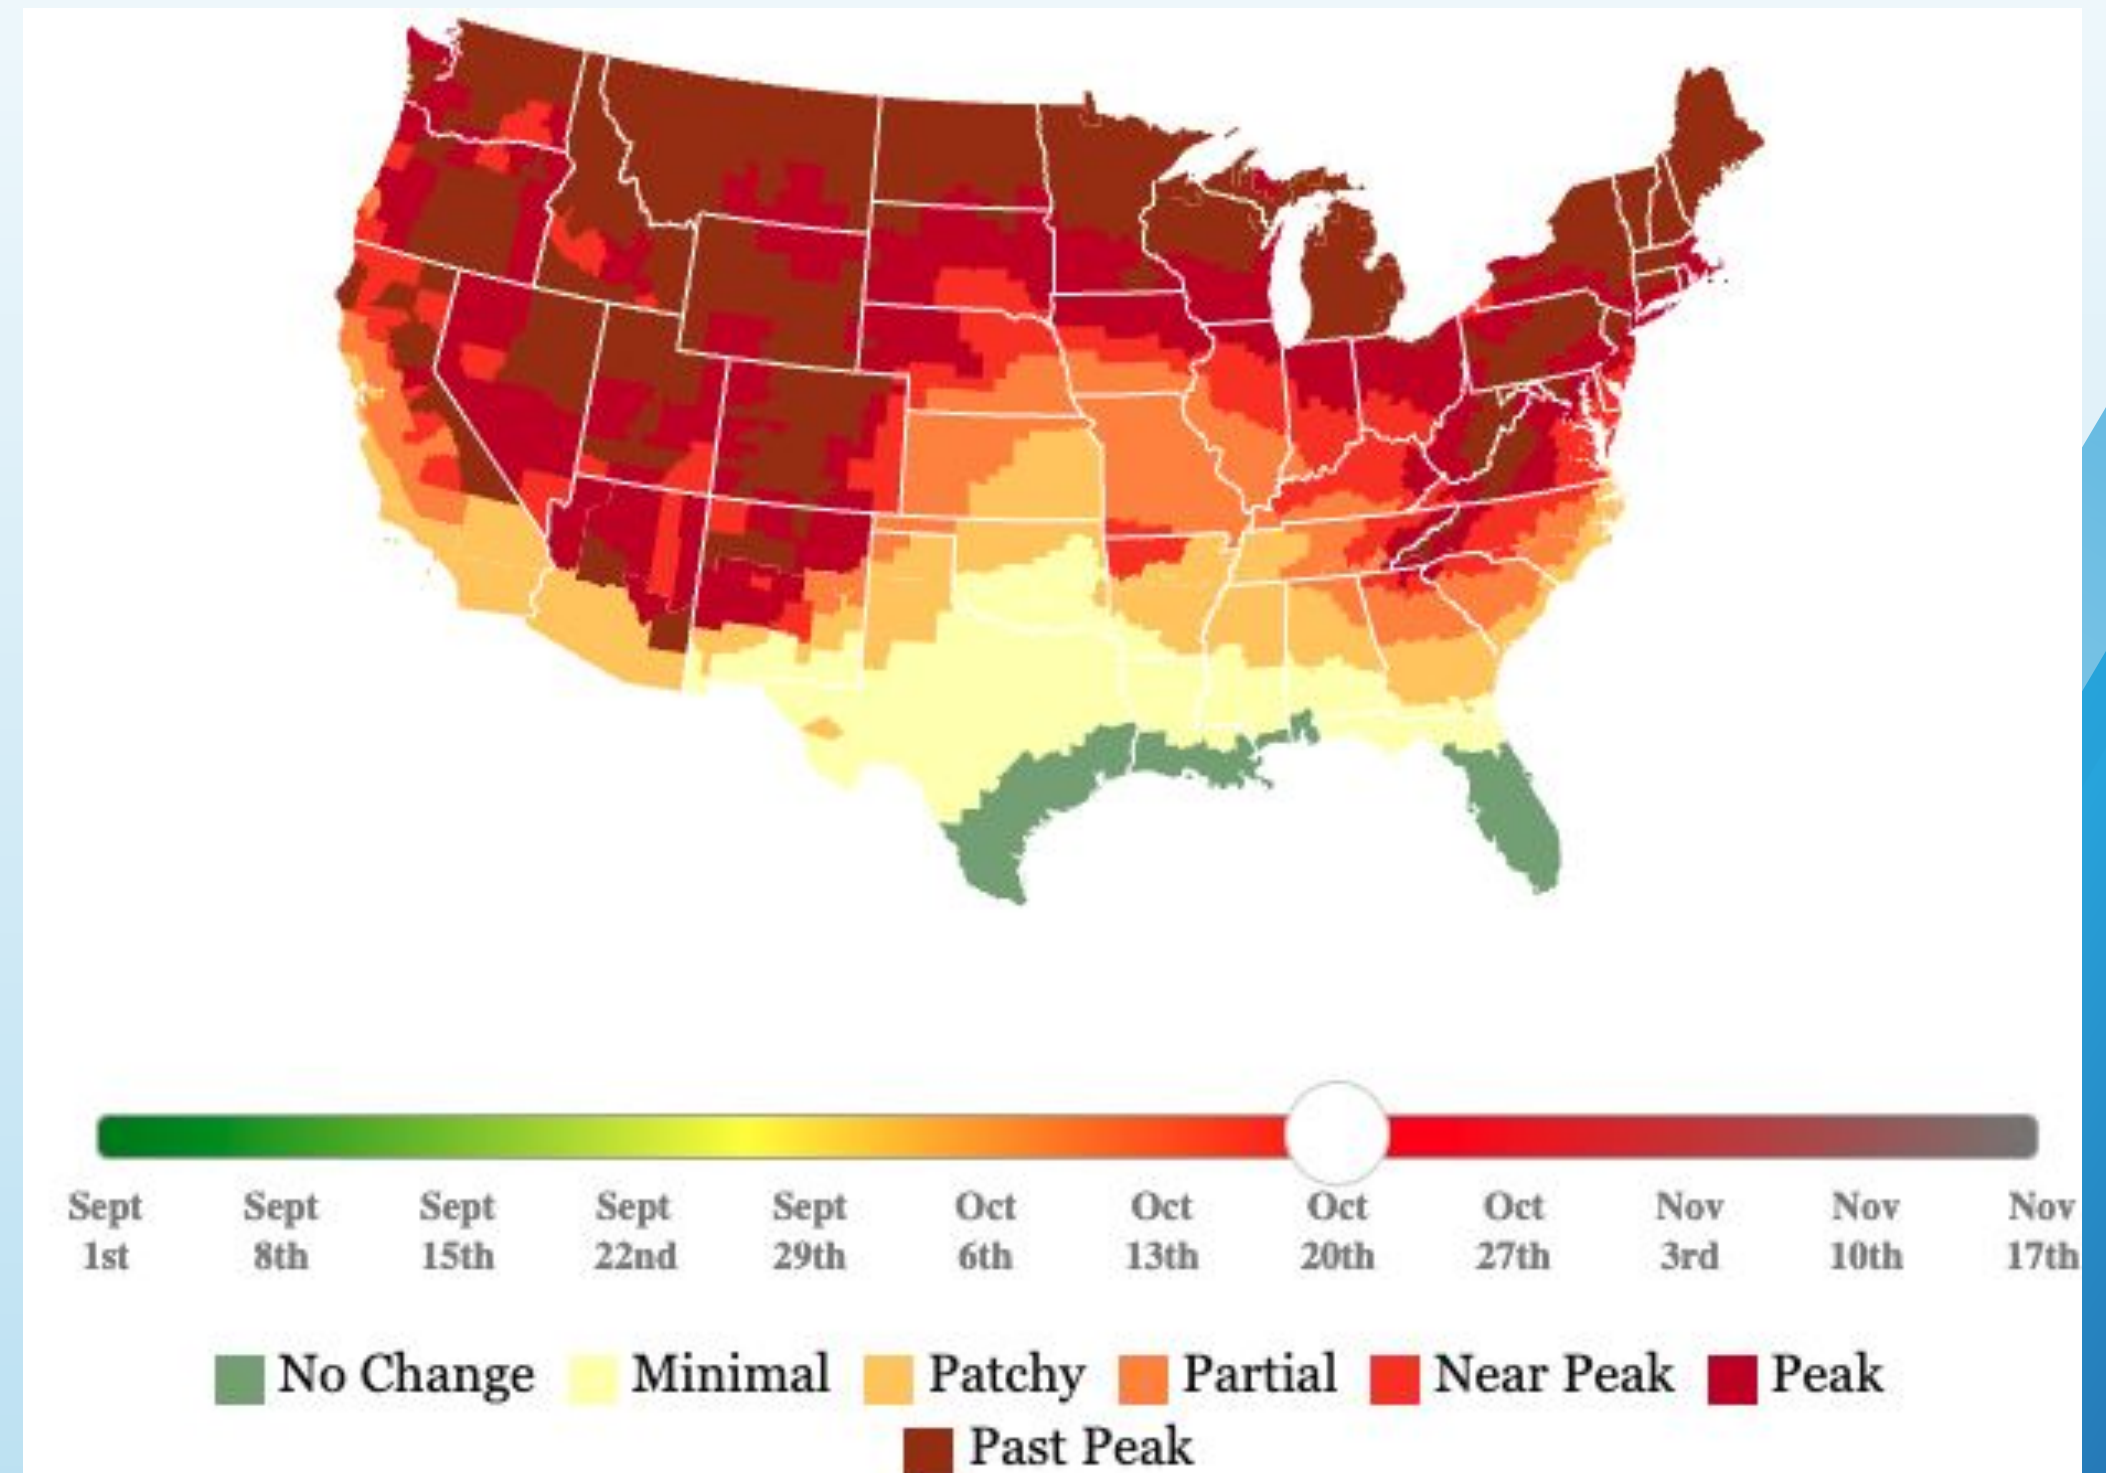 Sept Sept Sept Sept Sept Oct Oct Oct Oct Nov Nov Nov
1st 8th 15th 22nd 29th 6th 13th 20th 27th 3rd 10th 17th
No Change Minimal Patchy Partial Near Peak Peak
Past Peak